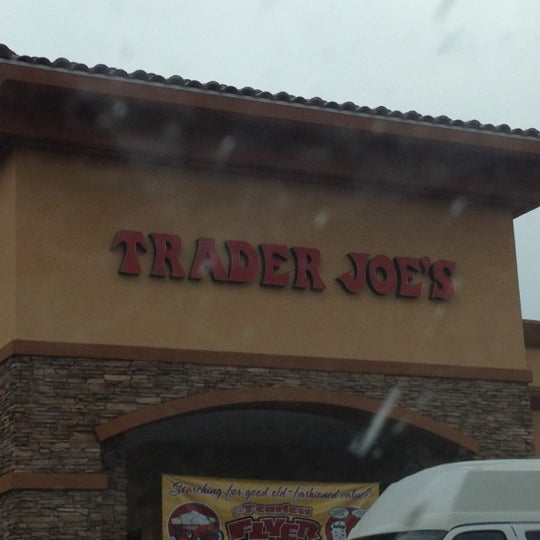 TRADER JOE'S
Searching for good old-fashioned value?
Fearless
FLYER